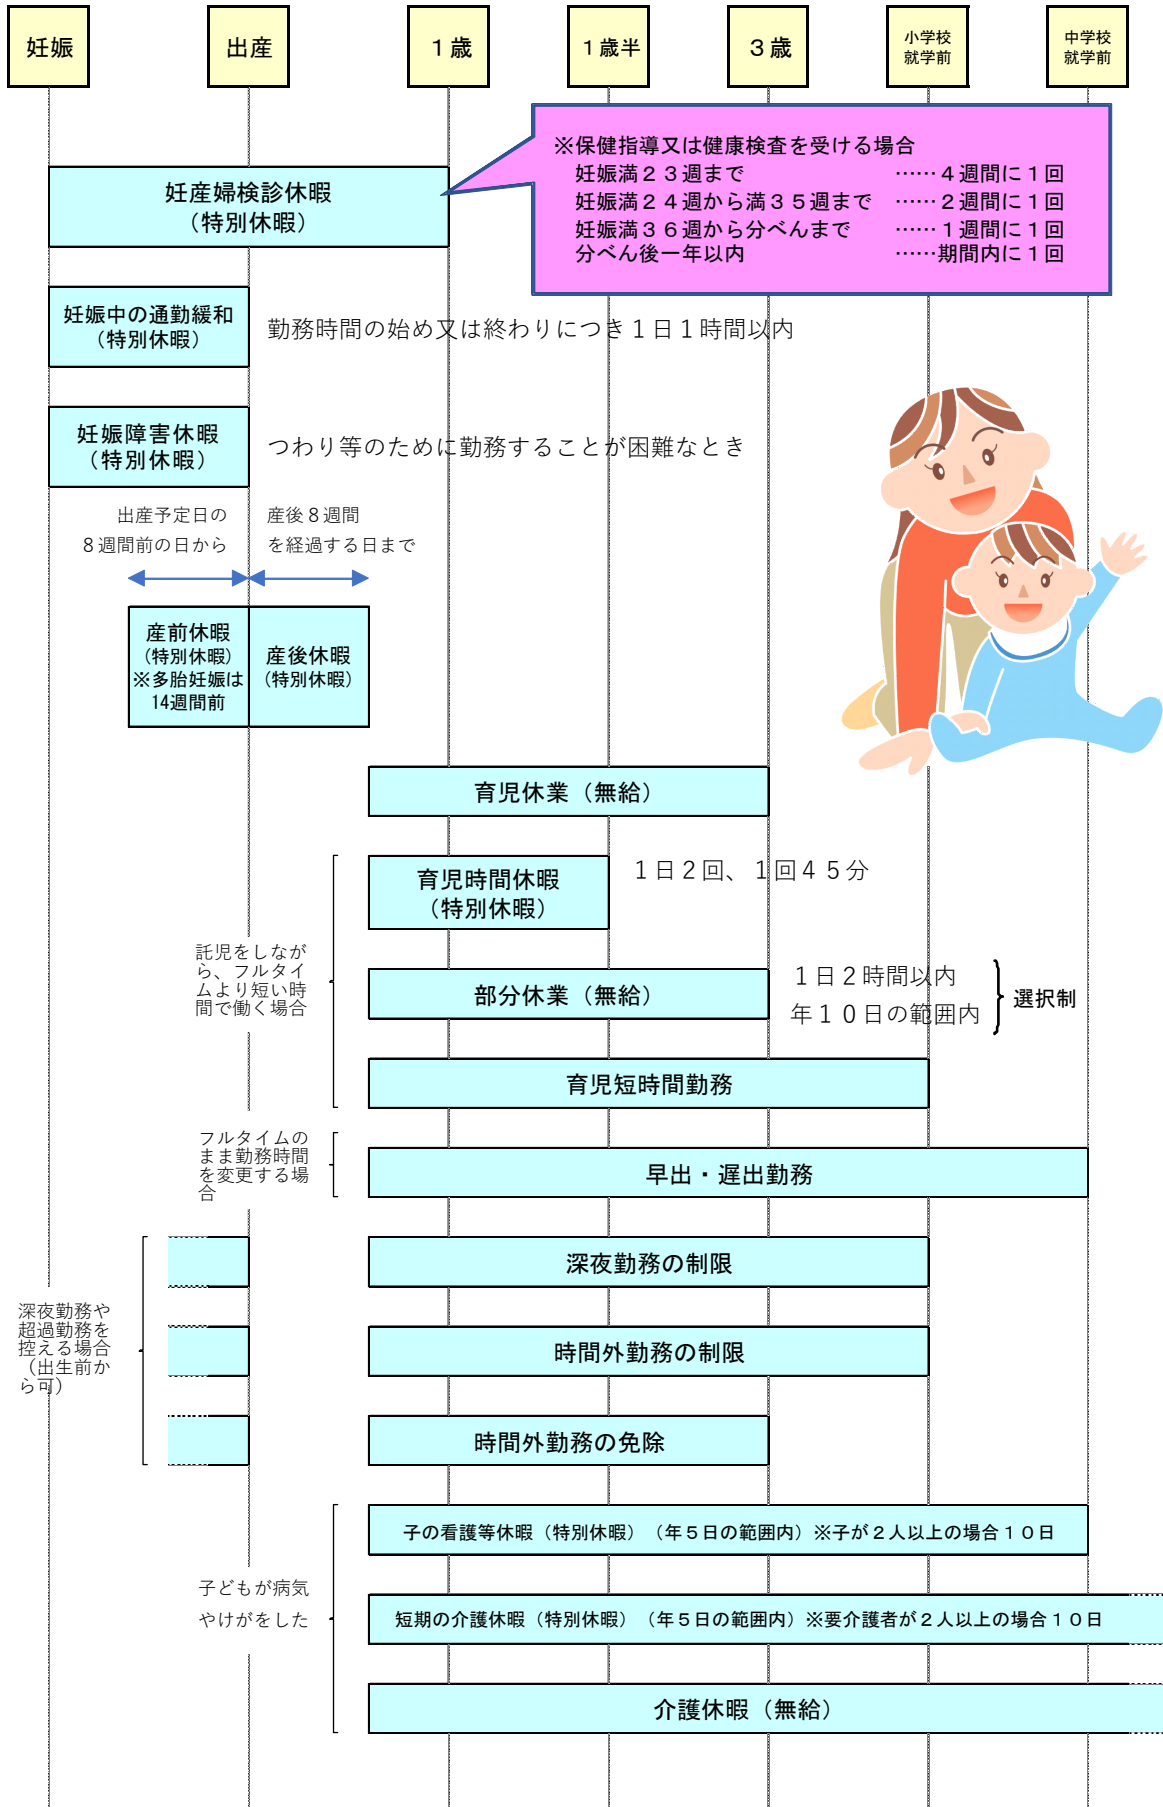 妊娠
出産
１歳
１歳半
３歳
小学校
就学前
中学校
就学前
※保健指導又は健康検査を受ける場合
妊娠満２３週まで ……４週間に１回
妊娠満２４週から満３５週まで ……２週間に１回
妊娠満３６週から分べんまで ……１週間に１回
分べん後一年以内 ……期間内に１回
妊産婦検診休暇
（特別休暇）
妊娠中の通勤緩和
（特別休暇）
勤務時間の始め又は終わりにつき１日１時間以内
妊娠障害休暇
（特別休暇）
つわり等のために勤務することが困難なとき
出産予定日の
８週間前の日から
産後８週間
を経過する日まで
産前休暇
（特別休暇）
※多胎妊娠は
14週間前
産後休暇
（特別休暇）
育児休業（無給）
育児時間休暇
（特別休暇）
１日２回、１回４５分
託児をしなが
ら、フルタイ
ムより短い時
間で働く場合
部分休業（無給）
１日２時間以内
年１０日の範囲内
選択制
育児短時間勤務
フルタイムの
まま勤務時間
を変更する場
合
早出・遅出勤務
深夜勤務の制限
深夜勤務や
超過勤務を
控える場合
（出生前か
ら可）
時間外勤務の制限
時間外勤務の免除
子の看護等休暇（特別休暇）（年５日の範囲内）※子が２人以上の場合１０日
子どもが病気
やけがをした
短期の介護休暇（特別休暇）（年５日の範囲内）※要介護者が２人以上の場合１０日
介護休暇（無給）